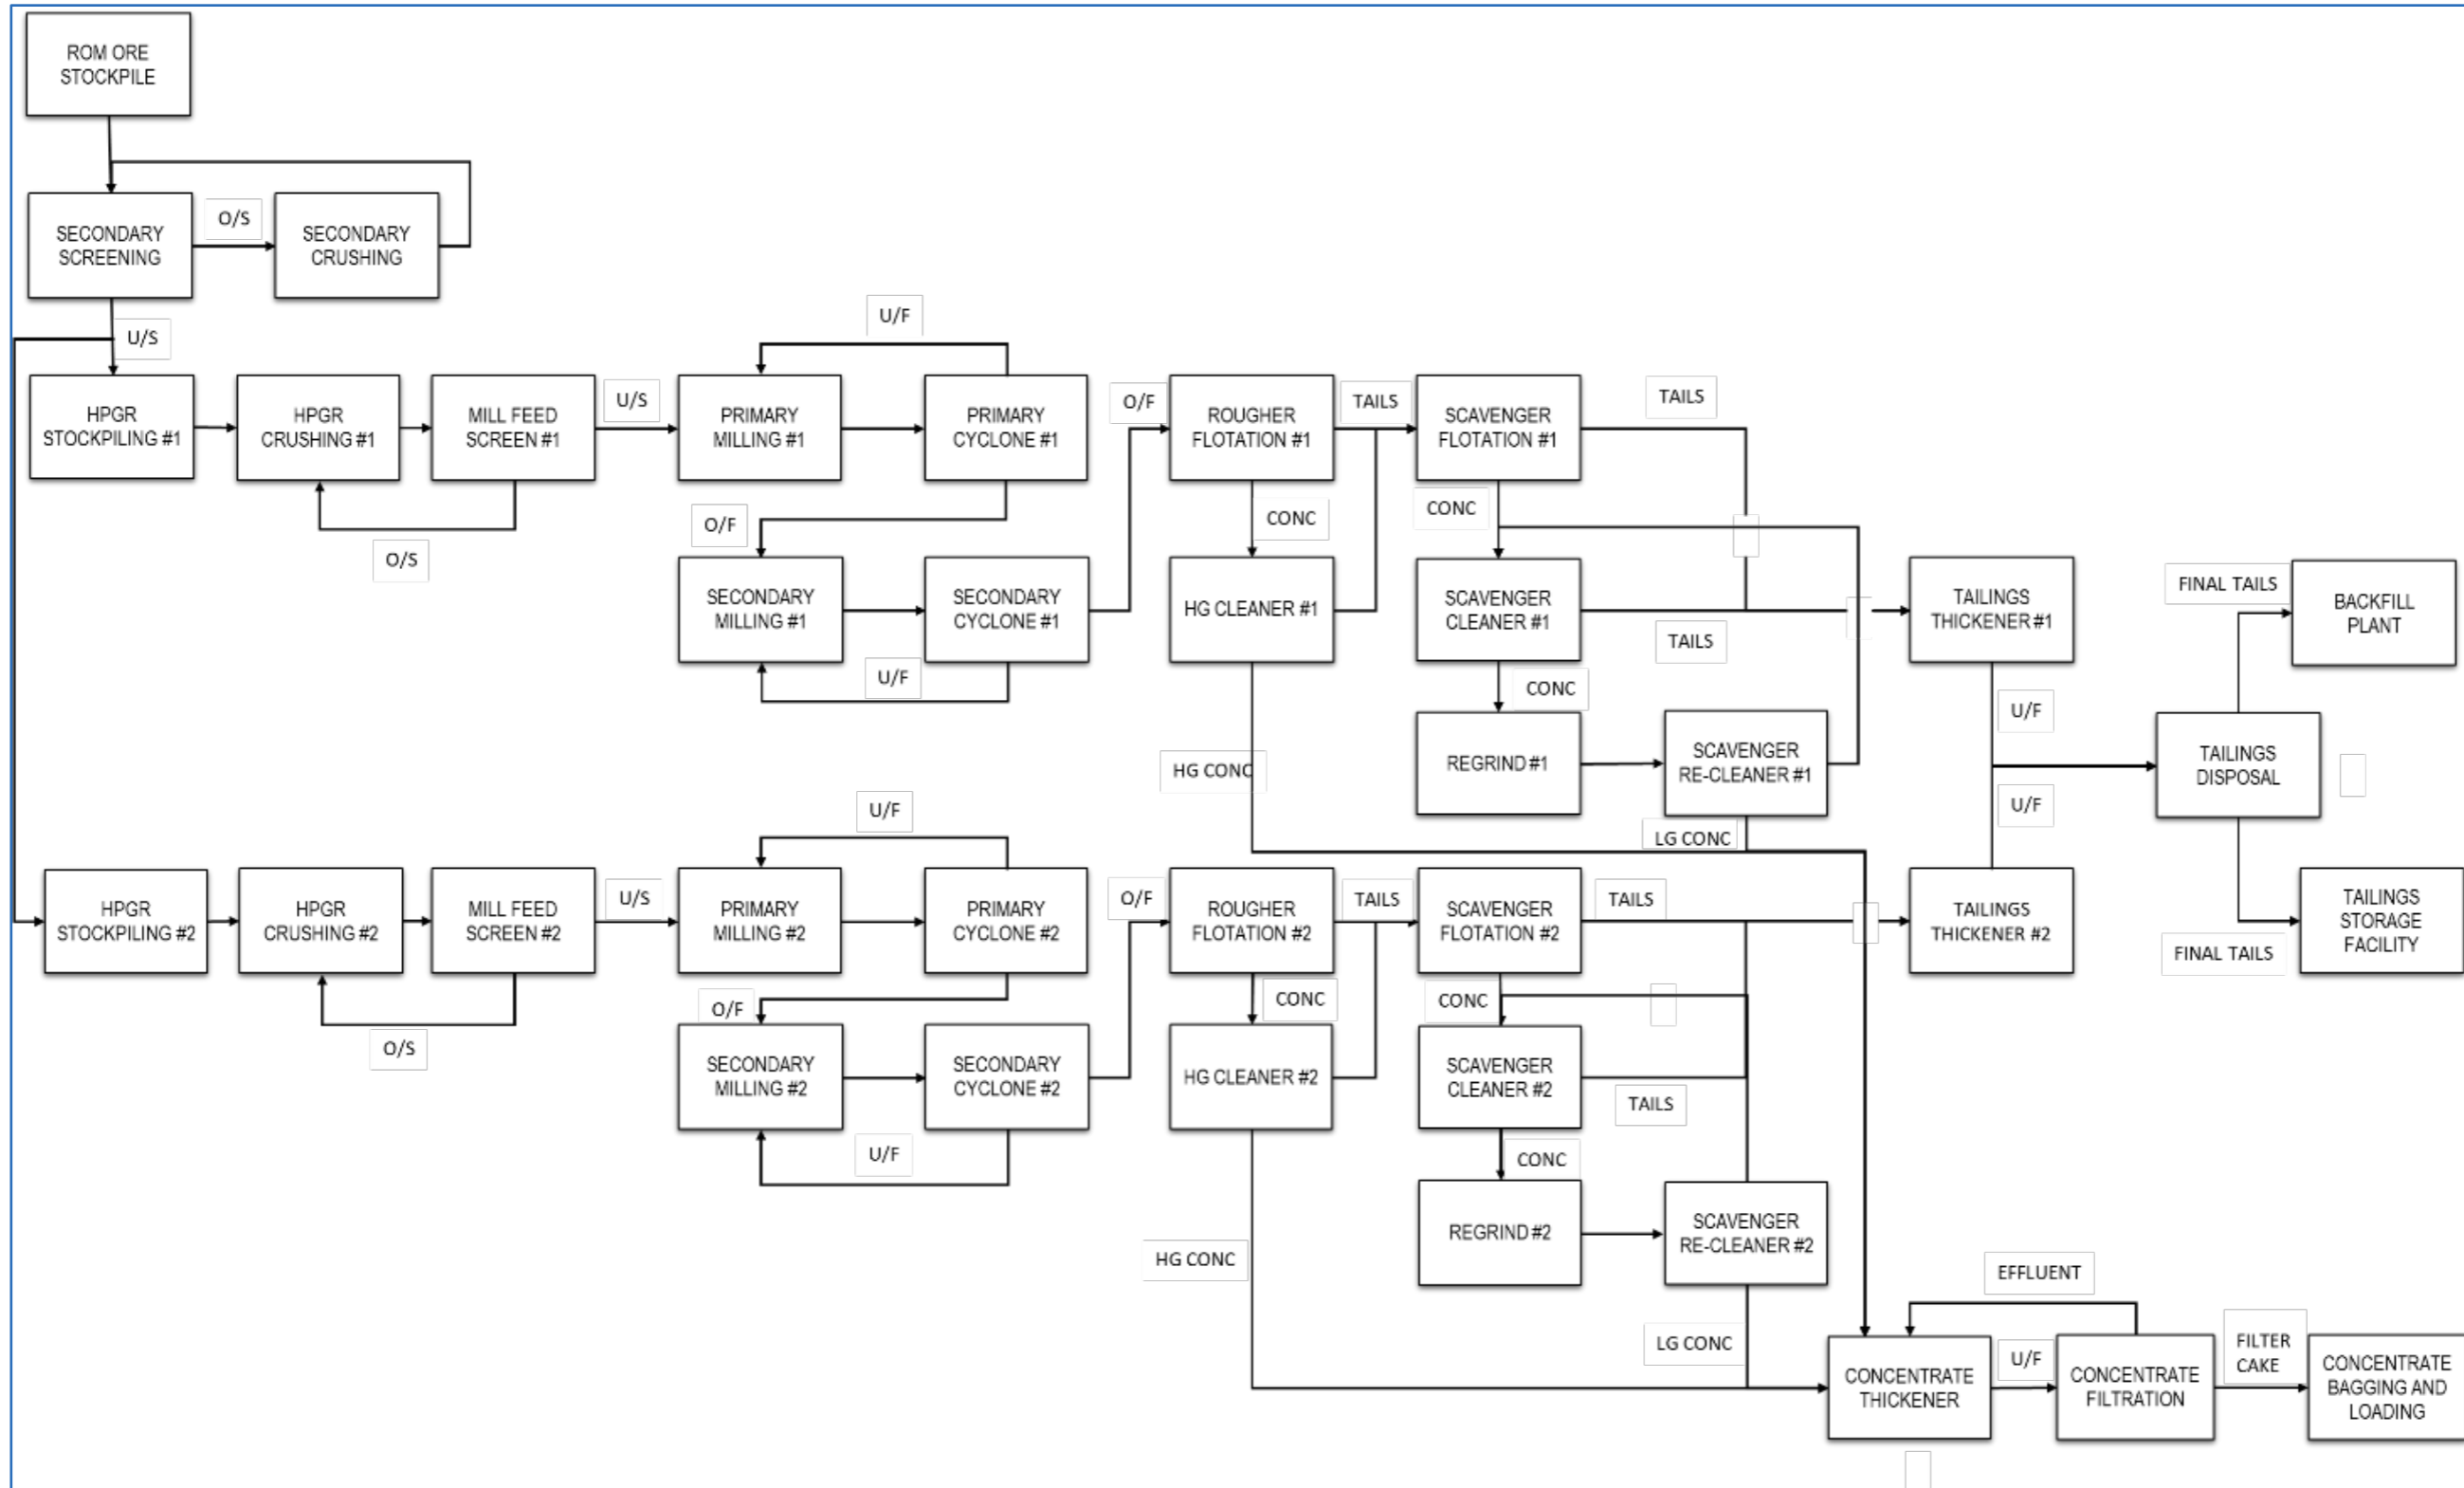 ROM ORE
STOCKPILE
SECONDARY
SCREENING
O/S
SECONDARY
CRUSHING
U/S
U/F
HPGR
STOCKPILING #1
HPGR
CRUSHING #1
MILL FEED
SCREEN #1
U/S
PRIMARY
MILLING #1
PRIMARY
CYCLONE #1
O/F
ROUGHER
FLOTATION #1
TAILS
SCAVENGER
FLOTATION #1
TAILS
O/S
O/F
CONC
CONC
SECONDARY
MILLING #1
SECONDARY
CYCLONE #1
U/F
HG CLEANER #1
SCAVENGER
CLEANER #1
TAILS
TAILINGS
THICKENER #1
FINAL TAILS
BACKFILL
PLANT
CONC
U/F
HG CONC
REGRIND #1
SCAVENGER
RE-CLEANER #1
TAILINGS
DISPOSAL
U/F
LG CONC
U/F
HPGR
STOCKPILING #2
HPGR
CRUSHING #2
MILL FEED
SCREEN #2
U/S
PRIMARY
MILLING #2
PRIMARY
CYCLONE #2
O/F
ROUGHER
FLOTATION #2
TAILS
SCAVENGER
FLOTATION #2
TAILS
TAILINGS
THICKENER #2
TAILINGS
STORAGE
FACILITY
FINAL TAILS
O/S
O/F
CONC
CONC
SECONDARY
MILLING #2
SECONDARY
CYCLONE #2
U/F
HG CLEANER #2
SCAVENGER
CLEANER #2
TAILS
CONC
HG CONC
REGRIND #2
SCAVENGER
RE-CLEANER #2
LG CONC
EFFLUENT
CONCENTRATE
THICKENER
U/F
CONCENTRATE
FILTRATION
FILTER
CAKE
CONCENTRATE
BAGGING AND
LOADING